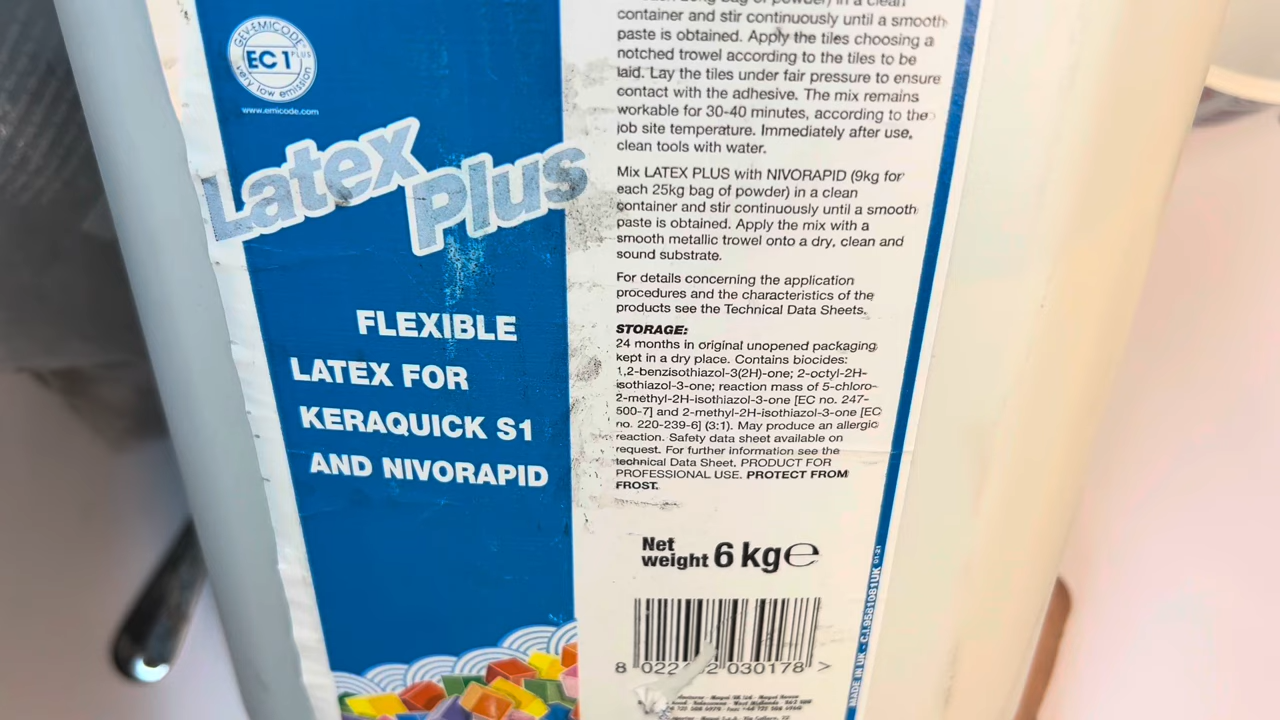 GEV-EMICODE
EC 1 PLUS
very low emission
www.emicode.com
Latex
Plus
FLEXIBLE
LATEX FOR
KERAQUICK S1
AND NIVORAPID
container and stir continuously until a smooth
paste is obtained. Apply the tiles choosing a
notched trowel according to the tiles to be
laid. Lay the tiles under fair pressure to ensure
contact with the adhesive. The mix remains
workable for 30-40 minutes, according to the
job site temperature. Immediately after use,
clean tools with water.
Mix LATEX PLUS with NIVORAPID (9kg for
each 25kg bag of powder) in a clean
container and stir continuously until a smooth
paste is obtained. Apply the mix with a
smooth metallic trowel onto a dry, clean and
sound substrate.
For details concerning the application
procedures and the characteristics of the
products see the Technical Data Sheets.
STORAGE:
24 months in original unopened packaging
kept in a dry place. Contains biocides:
1,2-benzisothiazol-3(2H)-one; 2-octyl-2H-
isothiazol-3-one; reaction mass of 5-chloro-
2-methyl-2H-isothiazol-3-one [EC no. 247-
500-7] and 2-methyl-2H-isothiazol-3-one [EC
no. 220-239-6] (3:1). May produce an allergic
reaction. Safety data sheet available on
request. For further information see the
technical Data Sheet. PRODUCT FOR
PROFESSIONAL USE. PROTECT FROM
FROST.
Net
weight 6 kg e
8 022 2 030178 >
MADE IN UK - C.I.95810B1UK 01-21